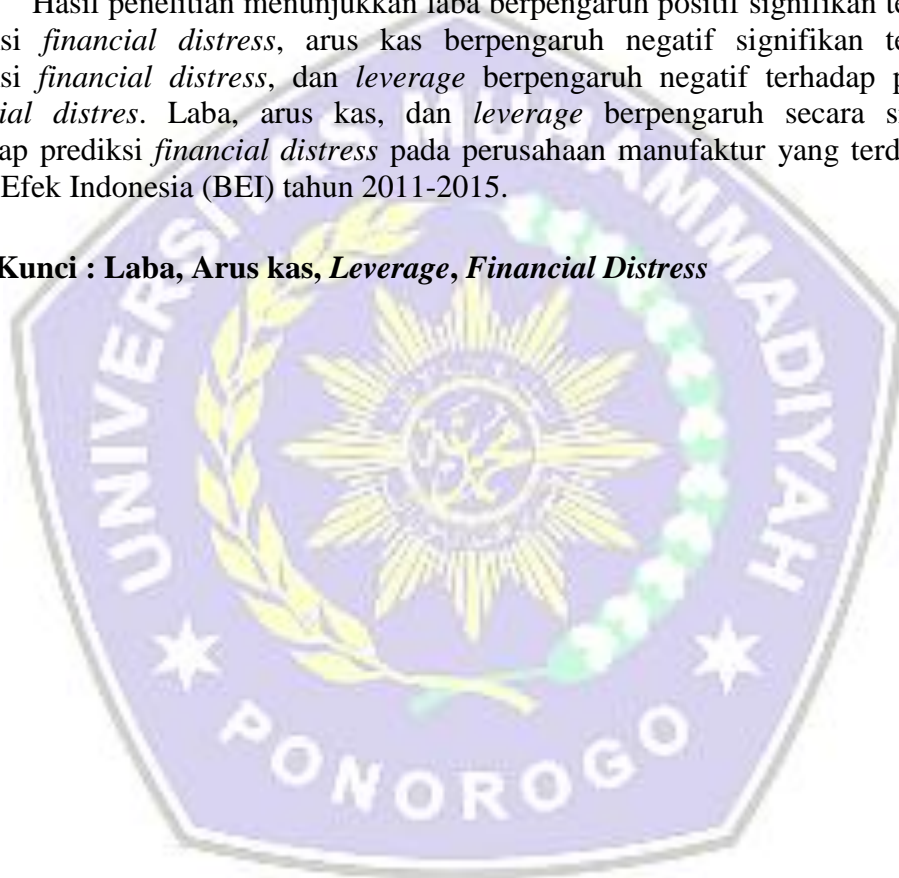 Hasil penelitian menunjukkan laba berpengaruh positif signifikan te
si financial distress, arus kas berpengaruh negatif signifikan te
si financial distress, dan leverage berpengaruh negatif terhadap p
ial distres. Laba, arus kas, dan leverage berpengaruh secara si
ap prediksi financial distress pada perusahaan manufaktur yang terd
Efek Indonesia (BEI) tahun 2011-2015.
Kunci : Laba, Arus kas, Leverage, Financial Distress
UNIVERSITAS MUHAMMADIYAH
PONOROGO